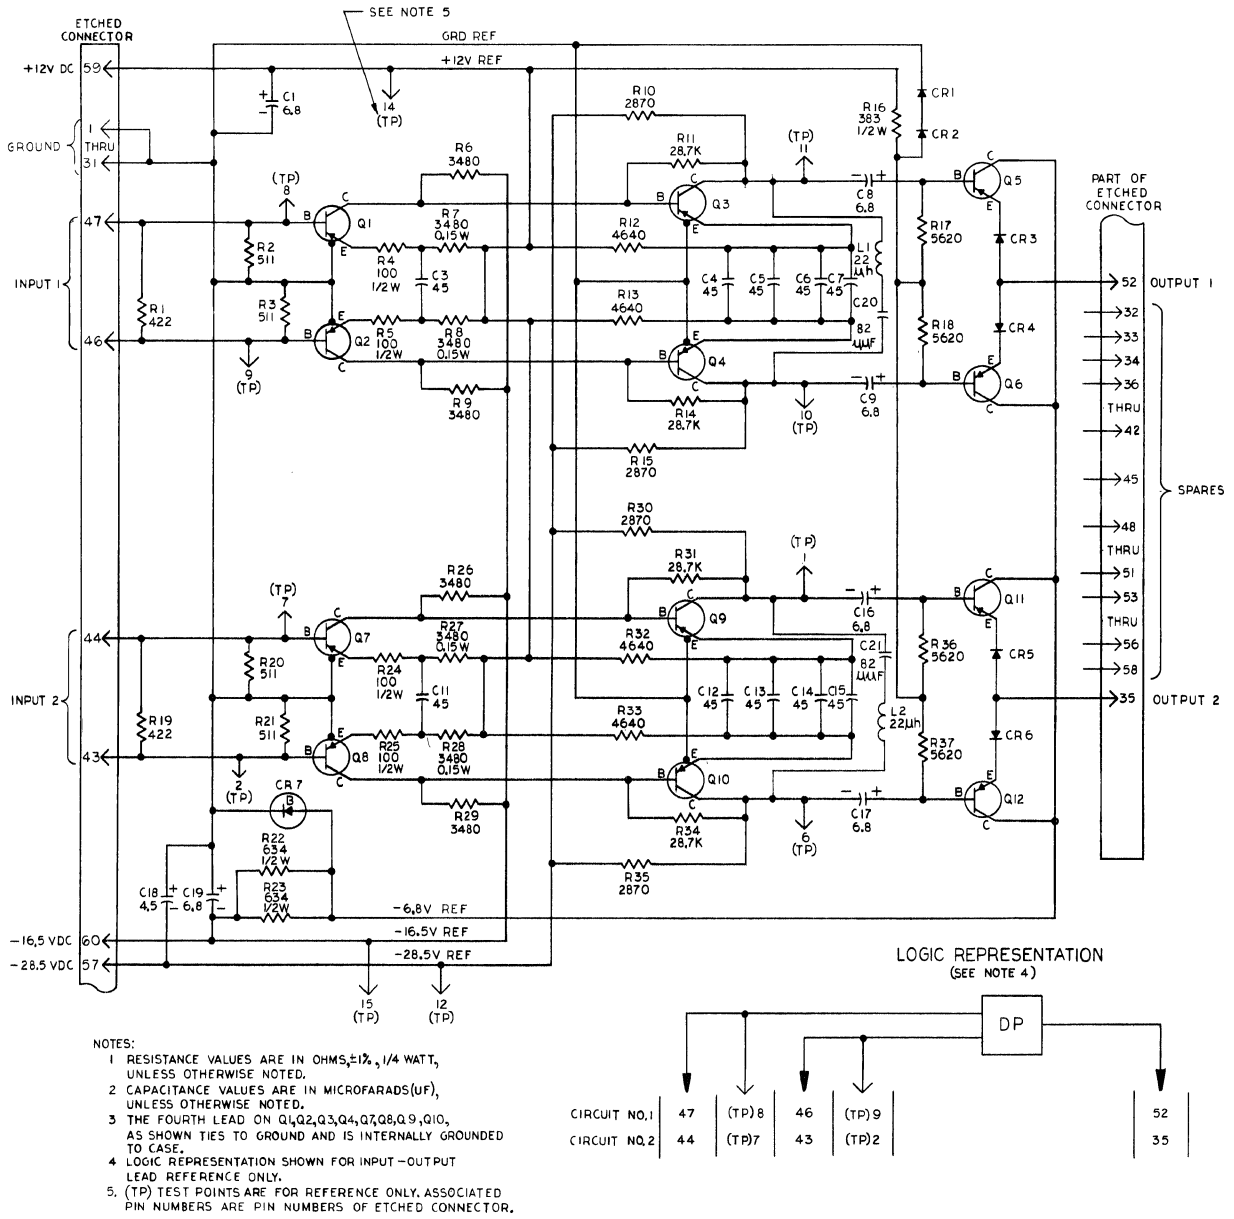 SEE NOTE 5
ETCHED
CONNECTOR
GRD REF
+12V DC 59
+12V REF
C1
6.8
14
(TP)
GROUND
1
THRU
31
R10
2870
R16
383
1/2 W
CR1
CR2
R11
28.7K
(TP)
11
R6
3480
(TP)
8
C
B
Q1
E
R7
3480
0.15W
C
B
Q3
E
R12
4640
C8
6.8
C
B
Q5
E
PART OF
ETCHED
CONNECTOR
47
R2
511
R4
100
1/2W
C3
45
C4
45
C5
45
C6
45
C7
45
L1
22
μh
R17
5620
CR3
INPUT 1
R1
422
R3
511
R13
4640
C20
82
μμF
52
OUTPUT 1
32
33
34
36
THRU
42
45
48
THRU
51
53
THRU
56
58
SPARES
46
E
B
Q2
C
R5
100
1/2W
R8
3480
0.15W
E
B
Q4
C
R18
5620
CR4
E
B
Q6
C
9
(TP)
R9
3480
R14
28.7K
10
(TP)
C9
6.8
R15
2870
R30
2870
R31
28.7K
(TP)
1
R26
3480
(TP)
7
C
B
Q7
E
R27
3480
0.15W
C
B
Q9
E
R32
4640
C16
6.8
C
B
Q11
E
44
R20
511
R24
100
1/2W
C11
45
C12
45
C13
45
C14
45
C15
45
C21
82
μμF
R36
5620
CR5
INPUT 2
R19
422
R21
511
R33
4640
L2
22μh
35
OUTPUT 2
43
E
B
Q8
C
R25
100
1/2W
R28
3480
0.15W
E
B
Q10
C
R37
5620
CR6
E
B
Q12
C
2
(TP)
CR7
B
R29
3480
R34
28.7K
6
(TP)
C17
6.8
R22
634
1/2W
R35
2870
C18
4.5
C19
6.8
R23
634
1/2W
-6.8V REF
-16.5 VDC 60
-16.5V REF
-28.5 VDC 57
-28.5V REF
15
(TP)
12
(TP)
LOGIC REPRESENTATION
(SEE NOTE 4)
DP
CIRCUIT NO.1 47 (TP)8 46 (TP)9 52
CIRCUIT NO.2 44 (TP)7 43 (TP)2 35
NOTES:
1 RESISTANCE VALUES ARE IN OHMS,±1%, 1/4 WATT,
UNLESS OTHERWISE NOTED.
2 CAPACITANCE VALUES ARE IN MICROFARADS(UF),
UNLESS OTHERWISE NOTED.
3 THE FOURTH LEAD ON Q1,Q2,Q3,Q4,Q7,Q8,Q9,Q10,
AS SHOWN TIES TO GROUND AND IS INTERNALLY GROUNDED
TO CASE.
4 LOGIC REPRESENTATION SHOWN FOR INPUT-OUTPUT
LEAD REFERENCE ONLY.
5. (TP) TEST POINTS ARE FOR REFERENCE ONLY. ASSOCIATED
PIN NUMBERS ARE PIN NUMBERS OF ETCHED CONNECTOR.